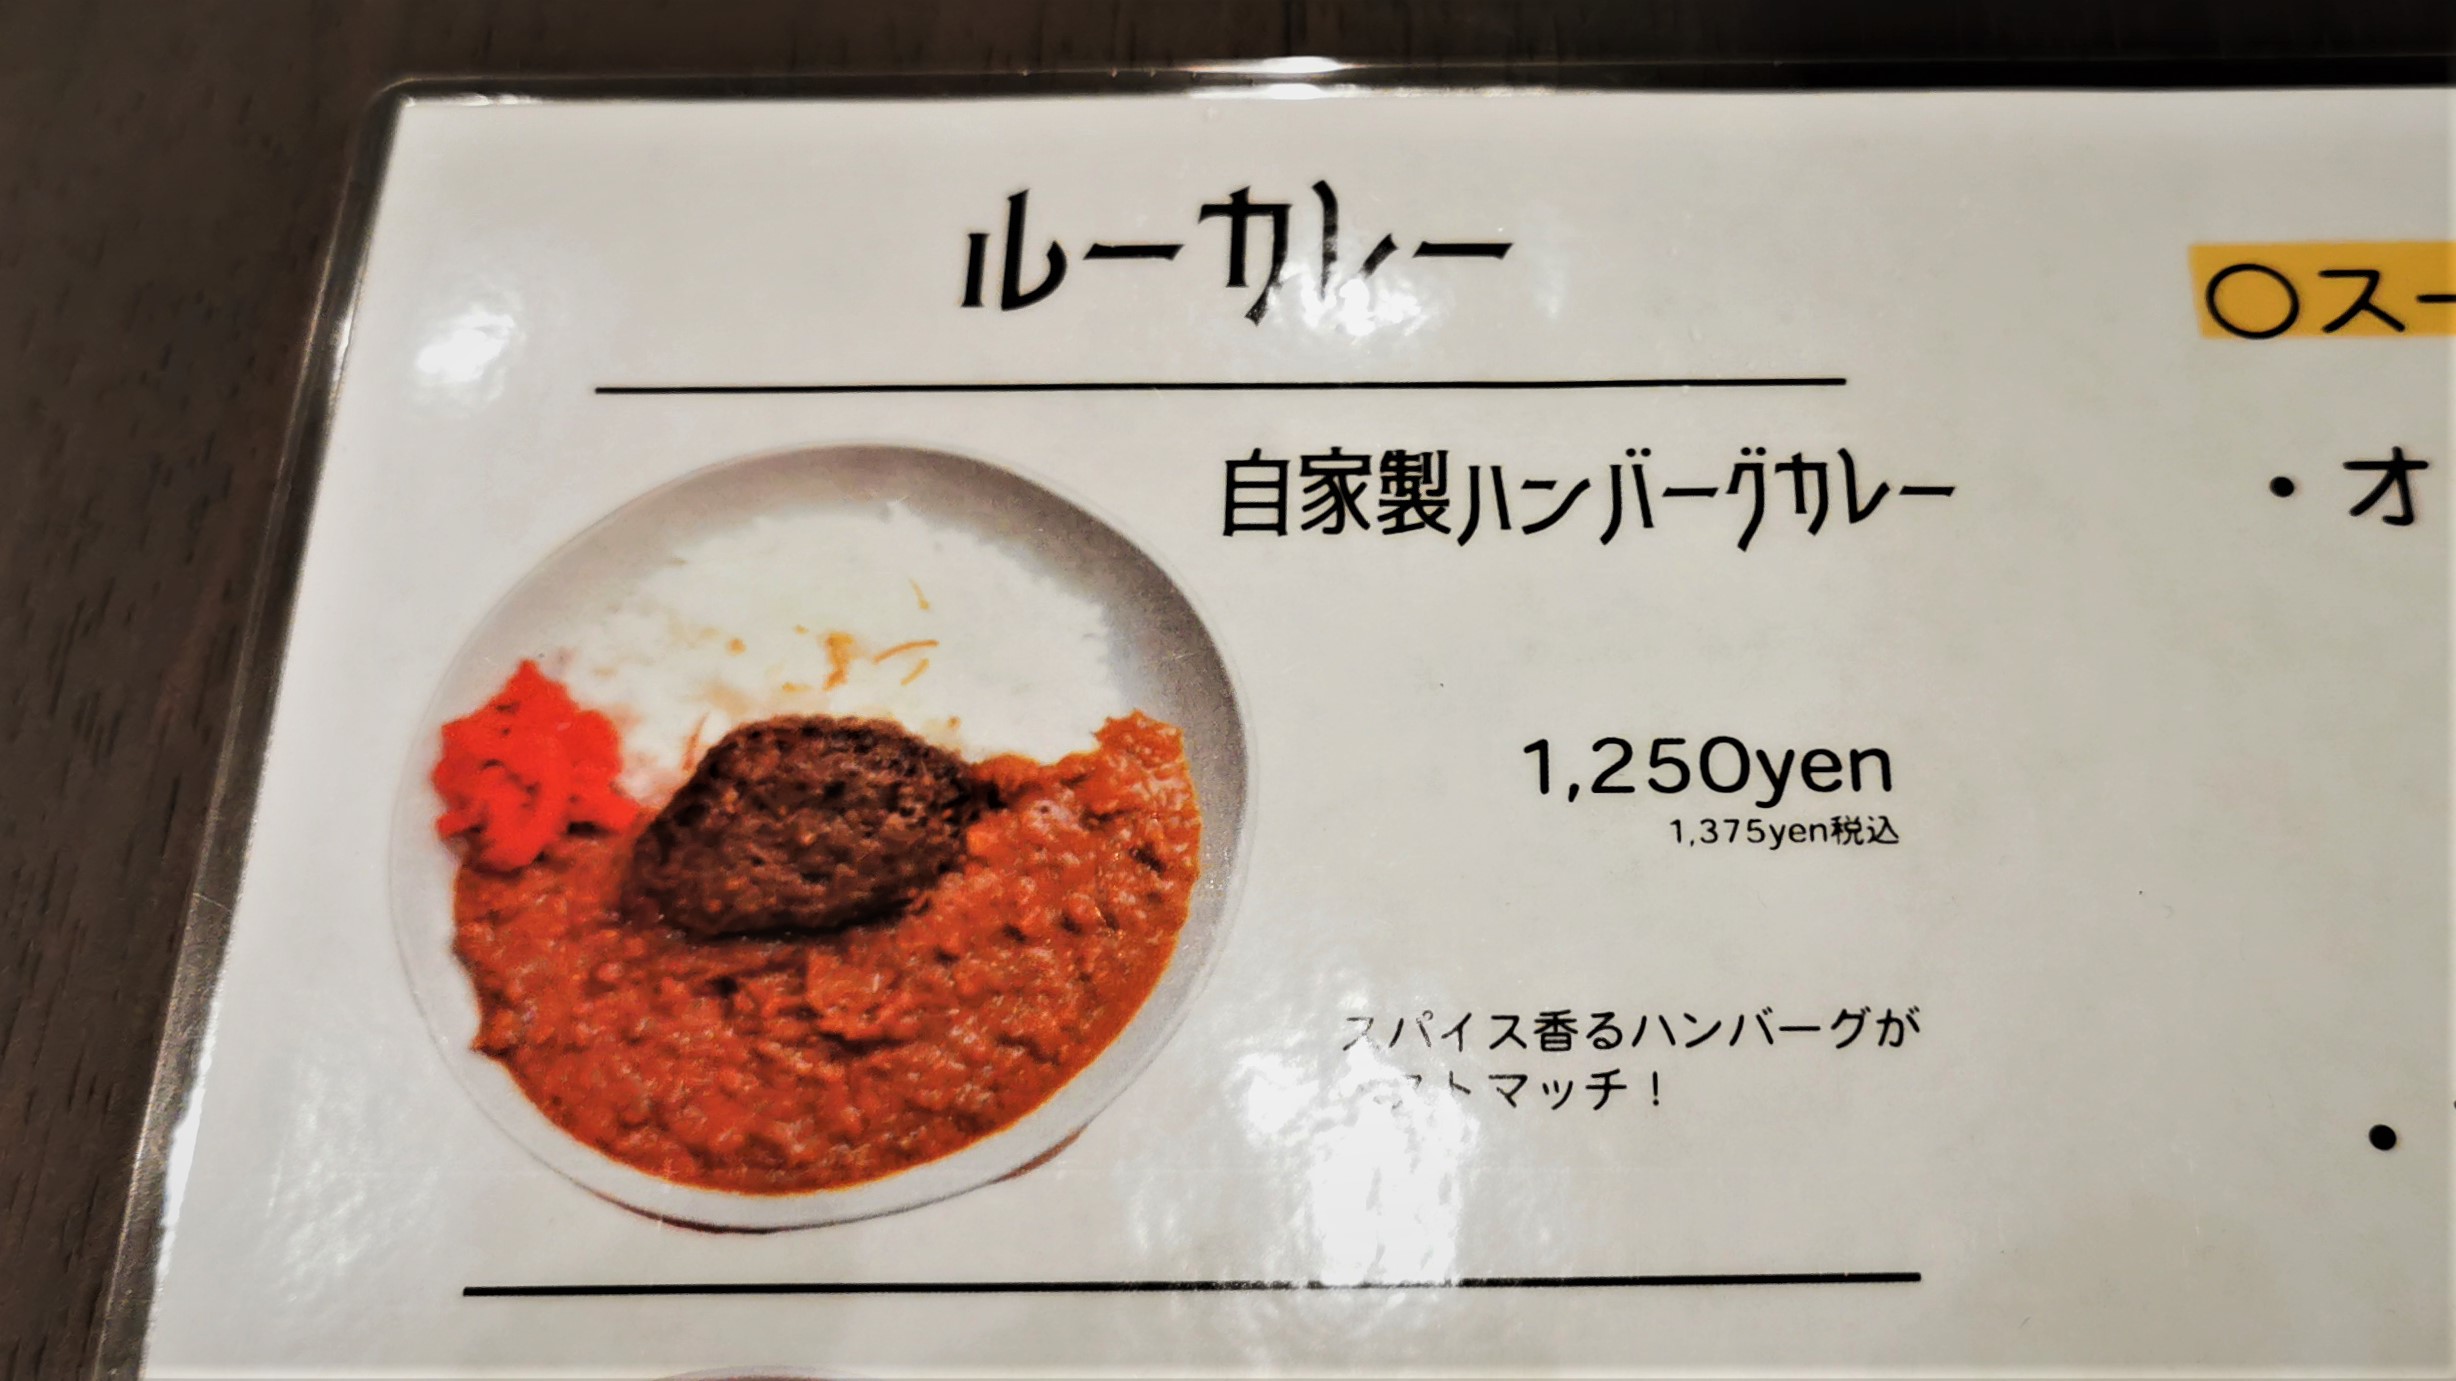 ルーカレー
自家製ハンバーグカレー
1,250yen
1,375yen税込
スパイス香るハンバーグが
ストマッチ！
〇スー
・オ
・